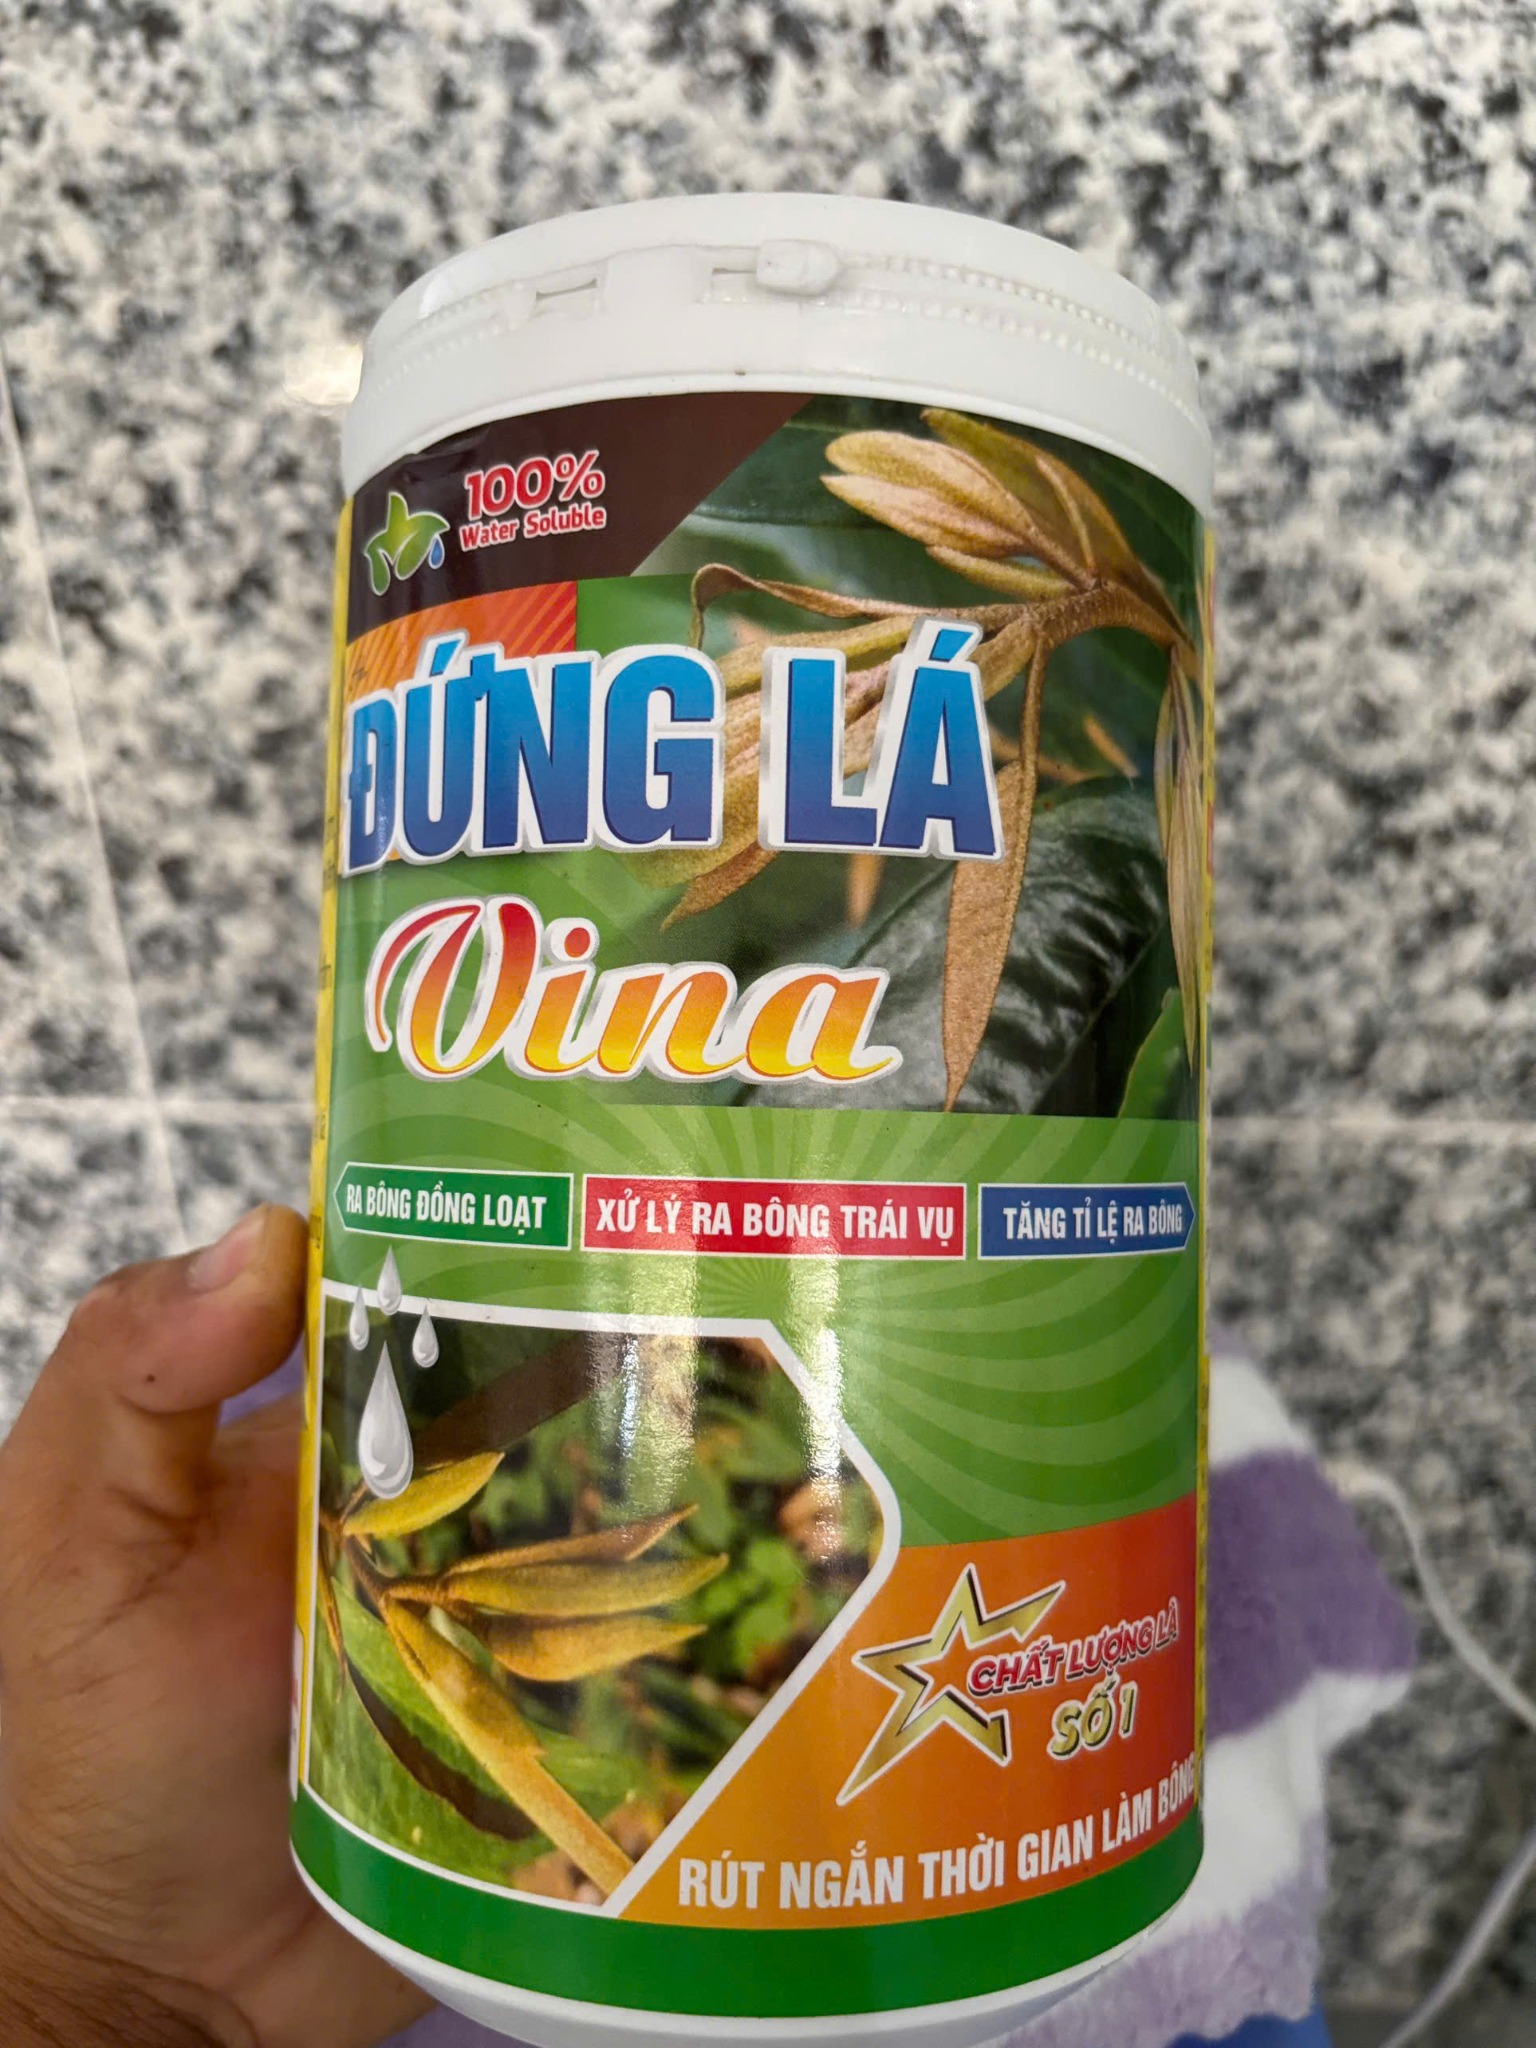 100%
Water Soluble
ĐỨNG LÁ
Vina
RA BÔNG ĐỒNG LOẠT
XỬ LÝ RA BÔNG TRÁI VỤ
TĂNG TỈ LỆ RA BÔNG
CHẤT LƯỢNG LÀ
SỐ 1
RÚT NGẮN THỜI GIAN LÀM BÔNG